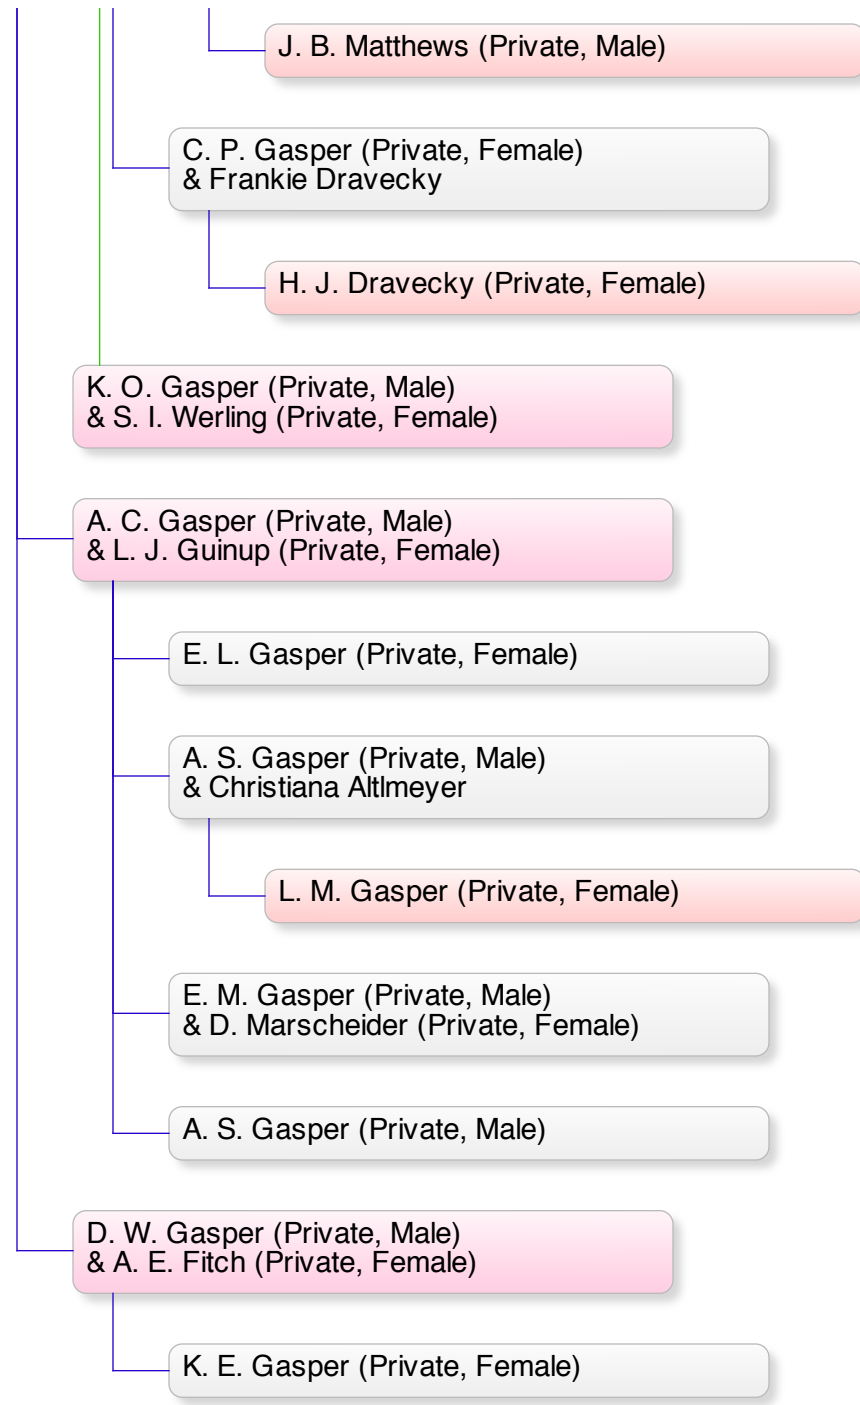 J. B. Matthews (Private, Male)
C. P. Gasper (Private, Female)
& Frankie Dravecky
H. J. Dravecky (Private, Female)
K. O. Gasper (Private, Male)
& S. I. Werling (Private, Female)
A. C. Gasper (Private, Male)
& L. J. Guinup (Private, Female)
E. L. Gasper (Private, Female)
A. S. Gasper (Private, Male)
& Christiana Altlmeyer
L. M. Gasper (Private, Female)
E. M. Gasper (Private, Male)
& D. Marscheider (Private, Female)
A. S. Gasper (Private, Male)
D. W. Gasper (Private, Male)
& A. E. Fitch (Private, Female)
K. E. Gasper (Private, Female)